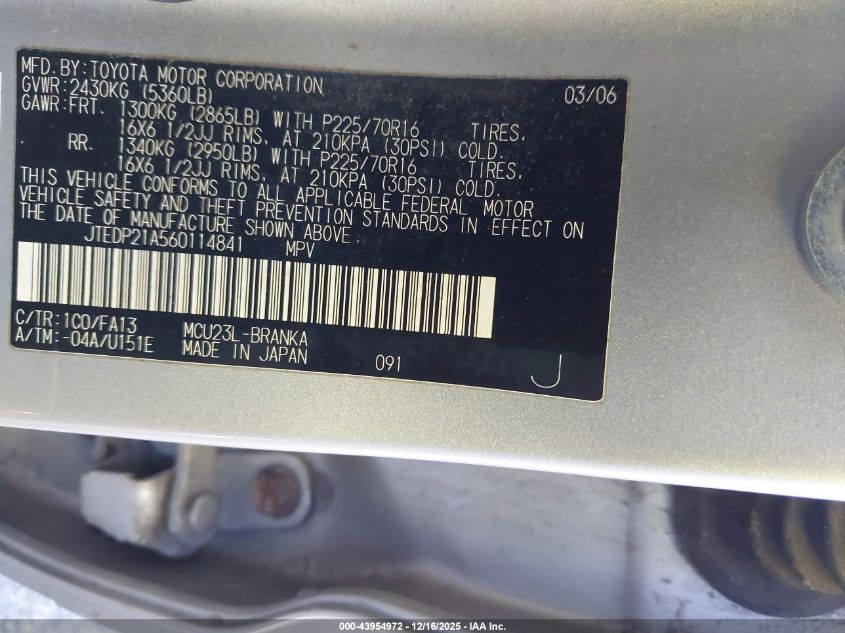 MFD.BY:TOYOTA MOTOR CORPORATION 03/06
GVWR:2430KG (5360LB)
GAWR:FRT. 1300KG (2865LB) WITH P225/70R16 TIRES,
16X6 1/2JJ RIMS, AT 210KPA (30PSI) COLD.
RR. 1340KG (2950LB) WITH P225/70R16 TIRES,
16X6 1/2JJ RIMS, AT 210KPA (30PSI) COLD.
THIS VEHICLE CONFORMS TO ALL APPLICABLE FEDERAL MOTOR
VEHICLE SAFETY AND THEFT PREVENTION STANDARDS IN EFFECT ON
THE DATE OF MANUFACTURE SHOWN ABOVE.
JTEDP21A560114841 MPV
C/TR:1C0/FA13 MCU23L-BRANKA
A/TM:-04A/U151E MADE IN JAPAN 091 J
000-43954972 - 12/16/2025 - IAA Inc.